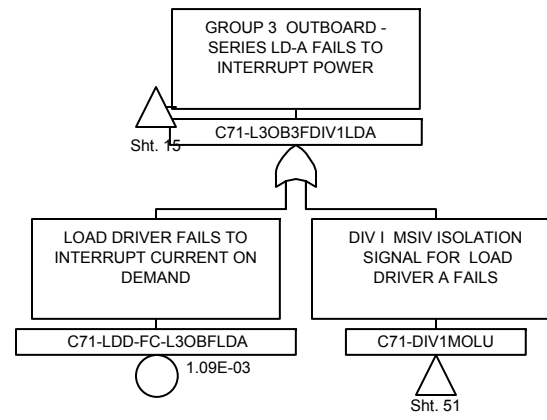 GROUP 3 OUTBOARD -
SERIES LD-A FAILS TO
INTERRUPT POWER
C71-L3OB3FDIV1LDA
Sht. 15
LOAD DRIVER FAILS TO
INTERRUPT CURRENT ON
DEMAND
C71-LDD-FC-L3OBFLDA
1.09E-03
DIV I MSIV ISOLATION
SIGNAL FOR LOAD
DRIVER A FAILS
C71-DIV1MOLU
Sht. 51